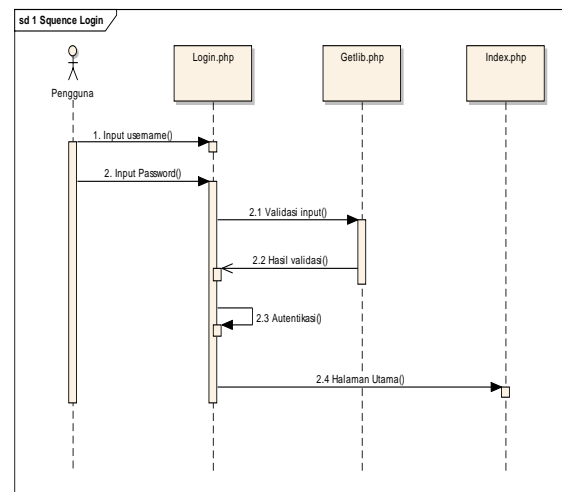 sd 1 Squence Login
Login.php
Getlib.php
Index.php
Pengguna
1. Input username()
2. Input Password()
2.1 Validasi input()
2.2 Hasil validasi()
2.3 Autentikasi()
2.4 Halaman Utama()